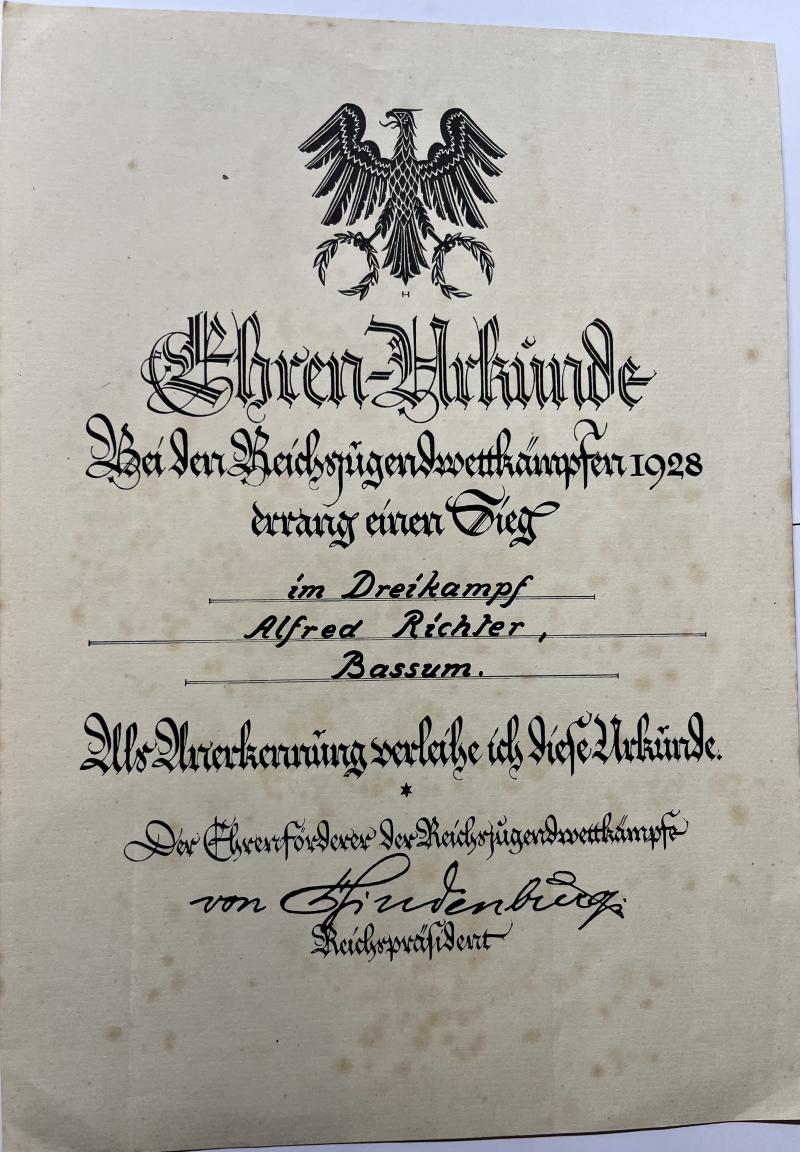 H
Ehren-Urkunde
Bei den Reichsjugendwettkämpfen 1928
errang einen Sieg
im Dreikampf
Alfred Richter,
Bassum.
Als Anerkennung verleihe ich diese Urkunde.
Der Ehrenförderer der Reichsjugendwettkämpfe
von Hindenburg.
Reichspräsident